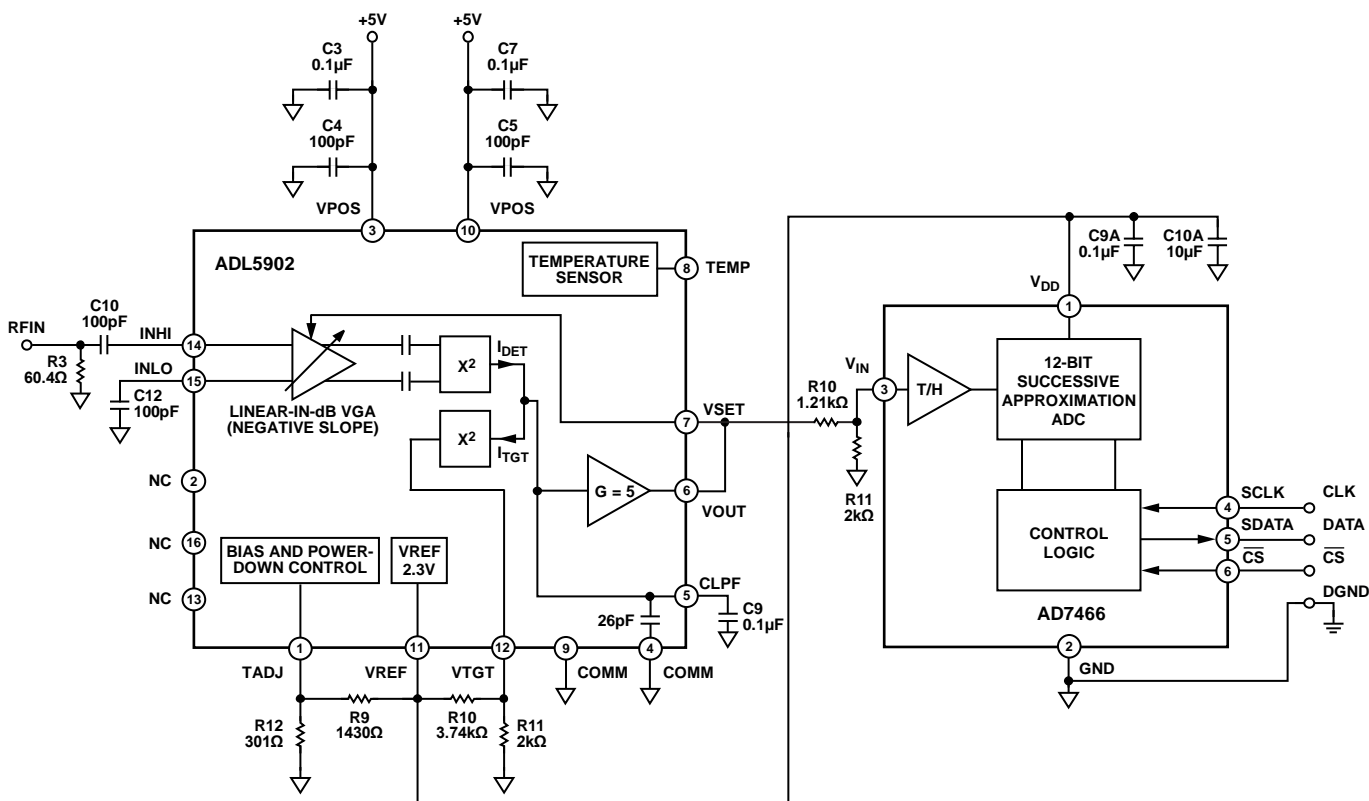 +5V
+5V
C3
0.1µF
C7
0.1µF
C4
100pF
C5
100pF
VPOS
VPOS
3
10
ADL5902
TEMPERATURE
SENSOR
8
TEMP
C9A
0.1µF
C10A
10µF
VDD
1
RFIN
C10
100pF
INHI
14
R3
60.4Ω
INLO
15
C12
100pF
LINEAR-IN-dB VGA
(NEGATIVE SLOPE)
X²
IDET
X²
ITGT
7
VSET
G = 5
6
VOUT
R10
1.21kΩ
R11
2kΩ
VIN
3
T/H
12-BIT
SUCCESSIVE
APPROXIMATION
ADC
CONTROL
LOGIC
SCLK
4
CLK
SDATA
5
DATA
CS
6
CS
DGND
AD7466
2
GND
NC
2
NC
16
NC
13
BIAS AND POWER-
DOWN CONTROL
VREF
2.3V
26pF
5
CLPF
C9
0.1µF
1
11
12
9
4
TADJ
VREF
VTGT
COMM
COMM
R12
301Ω
R9
1430Ω
R10
3.74kΩ
R11
2kΩ